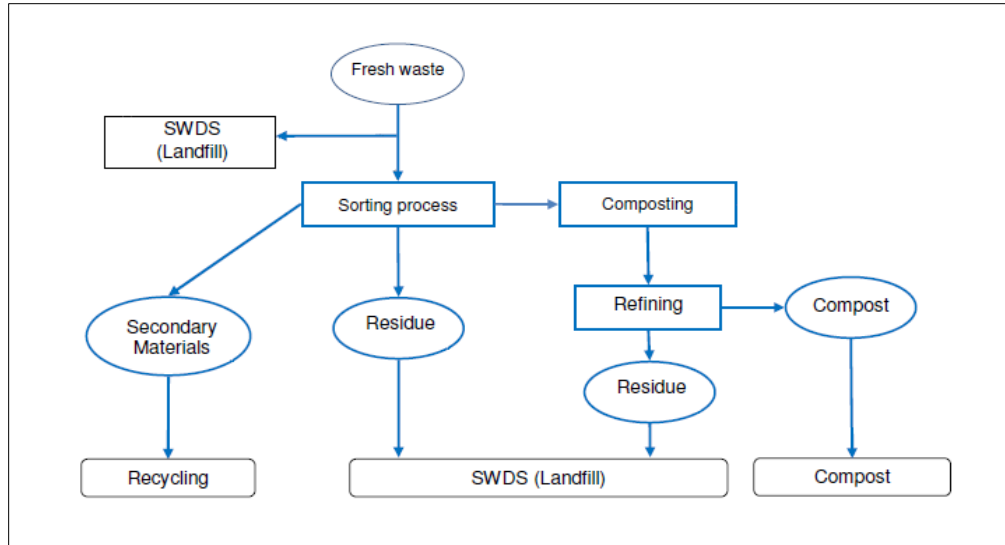 Fresh waste
SWDS
(Landfill)
Sorting process
Composting
Secondary
Materials
Residue
Refining
Compost
Residue
Recycling
SWDS (Landfill)
Compost